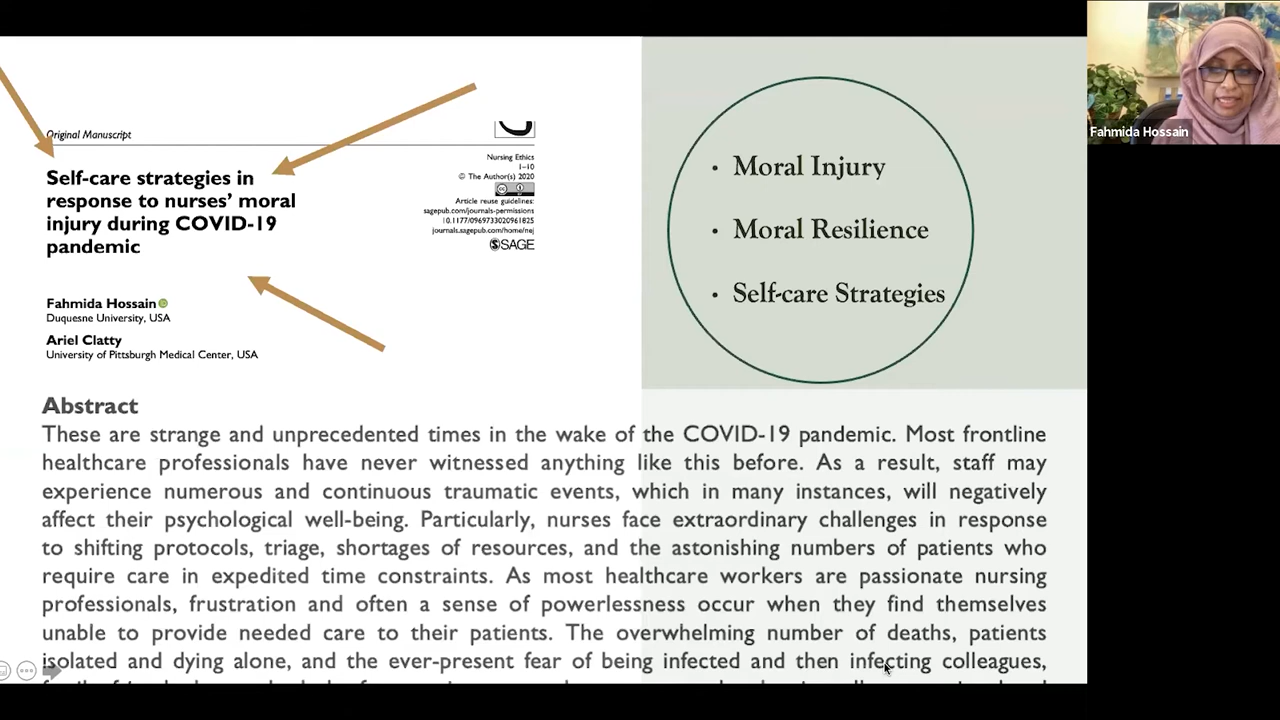 Original Manuscript
Self-care strategies in
response to nurses’ moral
injury during COVID-19
pandemic
Nursing Ethics
1–10
© The Author(s) 2020
Article reuse guidelines:
sagepub.com/journals-permissions
10.1177/0969733020961825
journals.sagepub.com/home/nej
SAGE
Fahmida Hossain
Duquesne University, USA
Ariel Clatty
University of Pittsburgh Medical Center, USA
• Moral Injury
• Moral Resilience
• Self-care Strategies
Fahmida Hossain
Abstract
These are strange and unprecedented times in the wake of the COVID-19 pandemic. Most frontline
healthcare professionals have never witnessed anything like this before. As a result, staff may
experience numerous and continuous traumatic events, which in many instances, will negatively
affect their psychological well-being. Particularly, nurses face extraordinary challenges in response
to shifting protocols, triage, shortages of resources, and the astonishing numbers of patients who
require care in expedited time constraints. As most healthcare workers are passionate nursing
professionals, frustration and often a sense of powerlessness occur when they find themselves
unable to provide needed care to their patients. The overwhelming number of deaths, patients
isolated and dying alone, and the ever-present fear of being infected and then infecting colleagues,